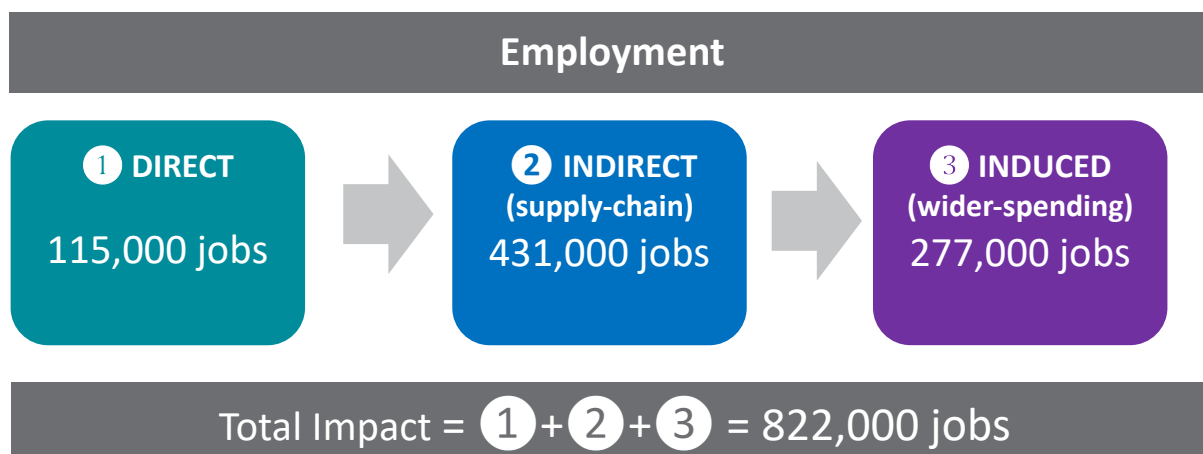 Employment
① DIRECT
115,000 jobs
❷ INDIRECT
(supply-chain)
431,000 jobs
③ INDUCED
(wider-spending)
277,000 jobs
Total Impact = ①+②+③ = 822,000 jobs